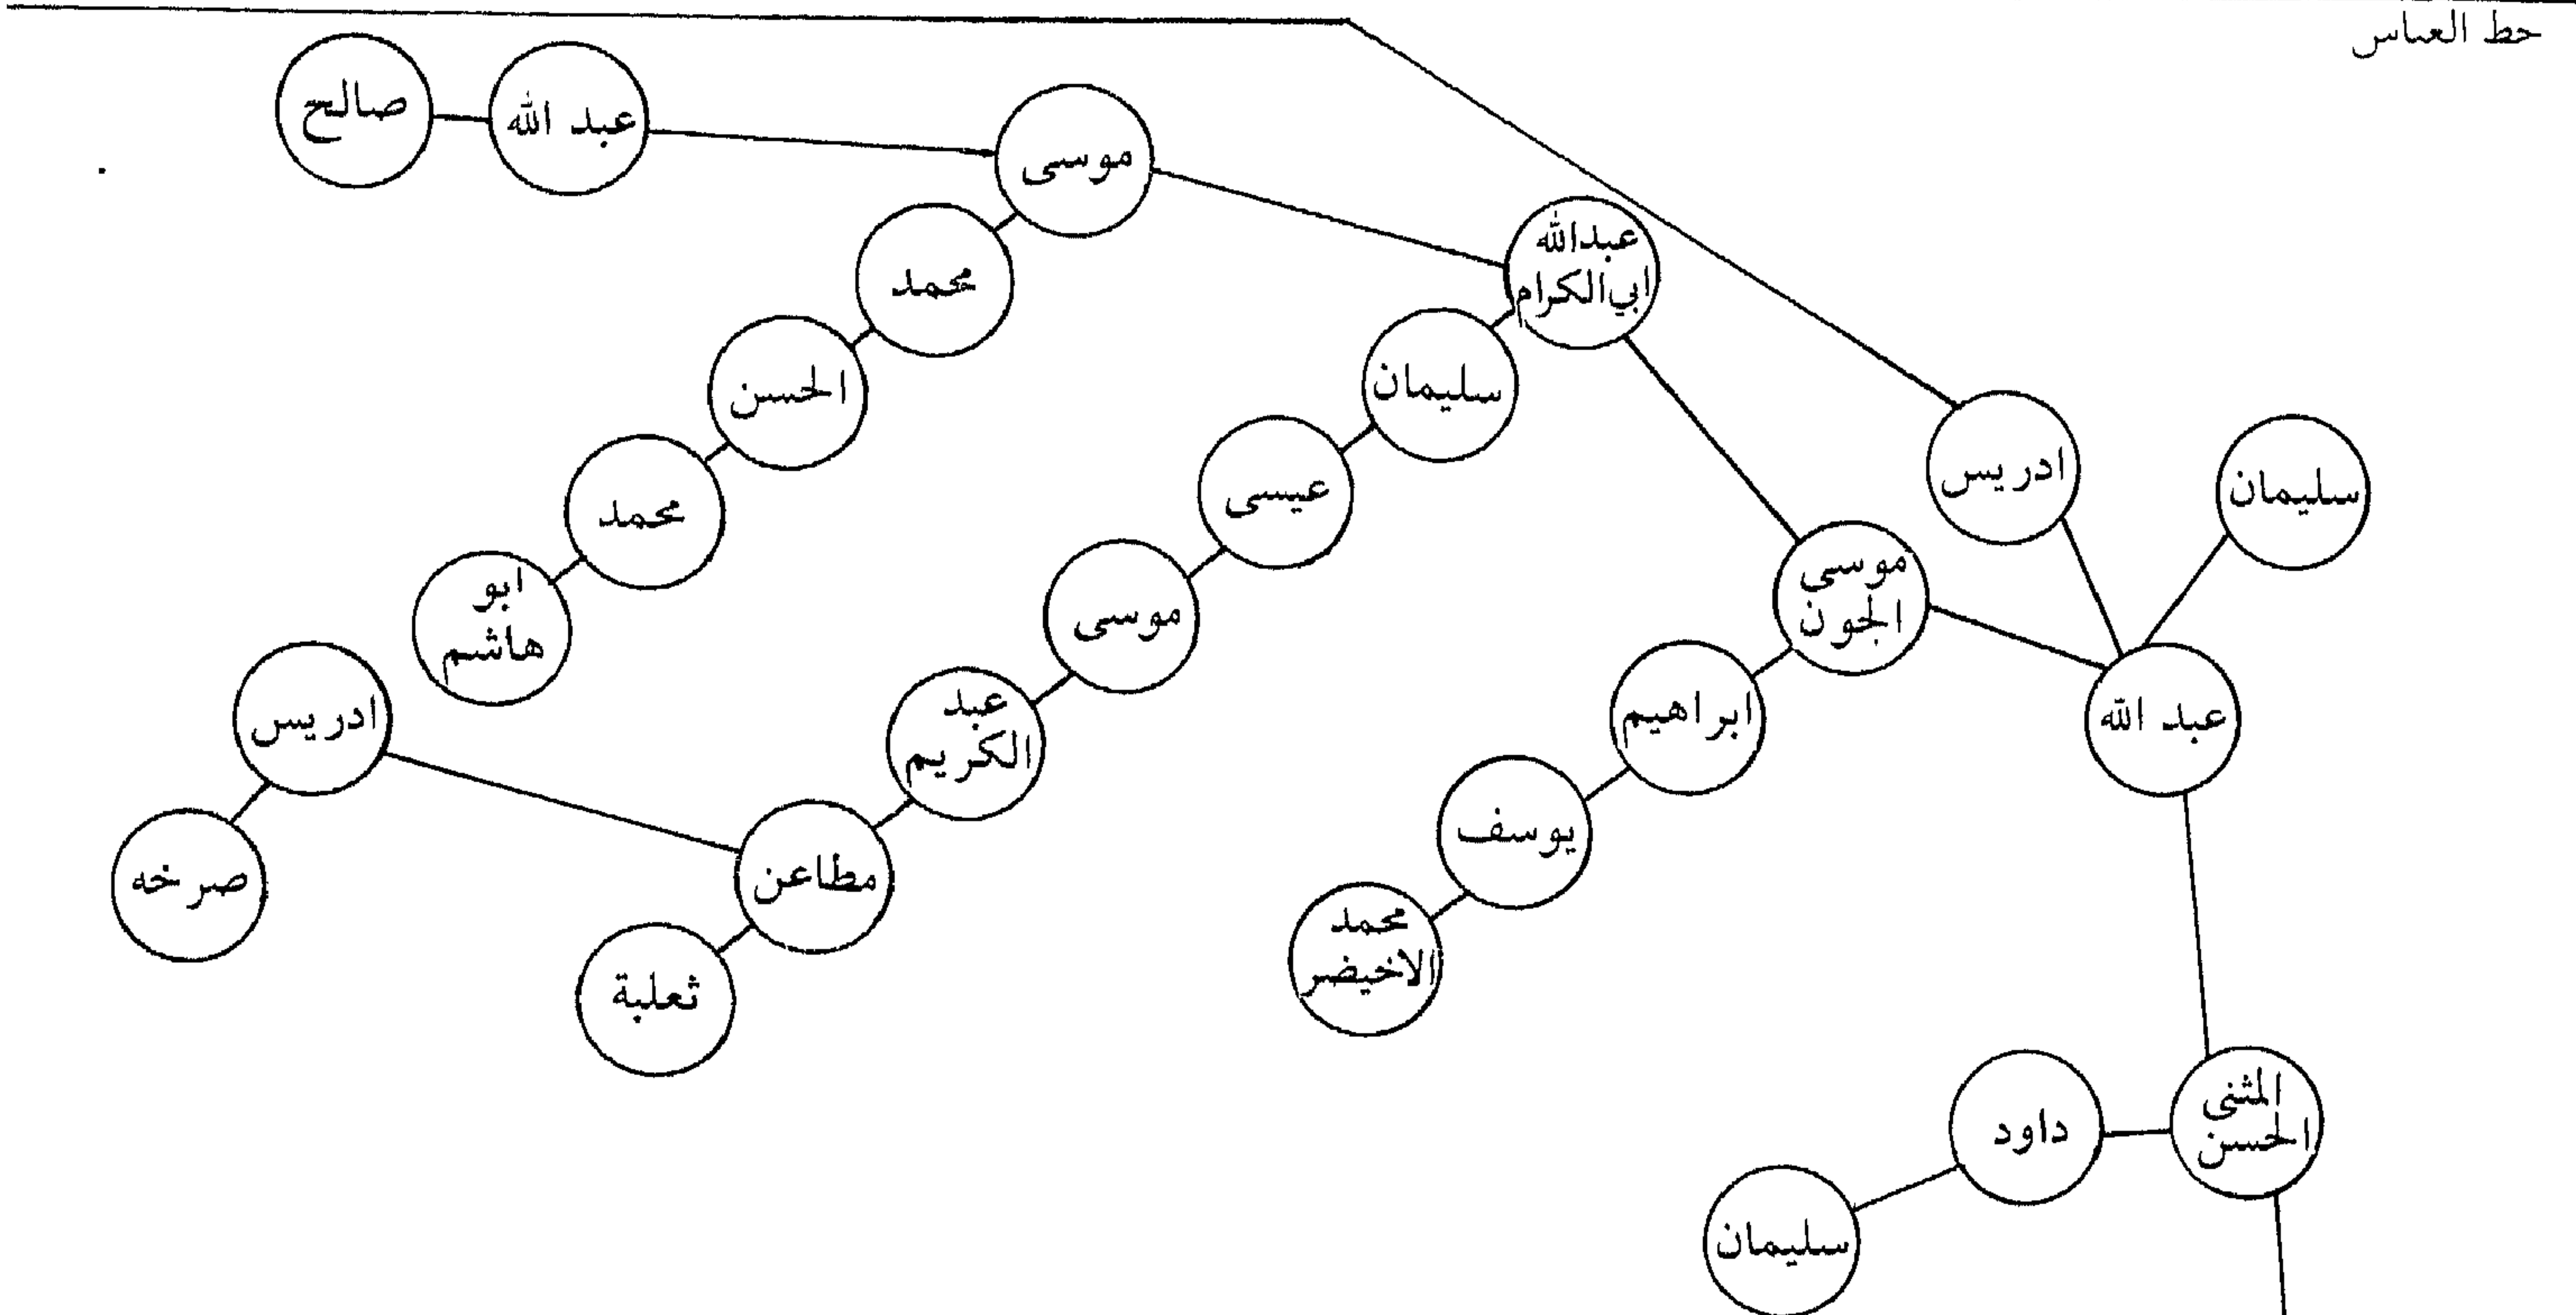 حط العباس
صالح
عبد الله
موسى
عبدالله
ابي الكرام
محمد
سليمان
الحسن
ادريس
سليمان
عيسى
محمد
موسى
الجون
ابو
هاشم
موسى
ادريس
عبد
الكريم
ابراهيم
عبد الله
يوسف
صرخه
مطاعن
محمد
الاخيضر
ثعلبة
المثنى
الحسن
داود
سليمان